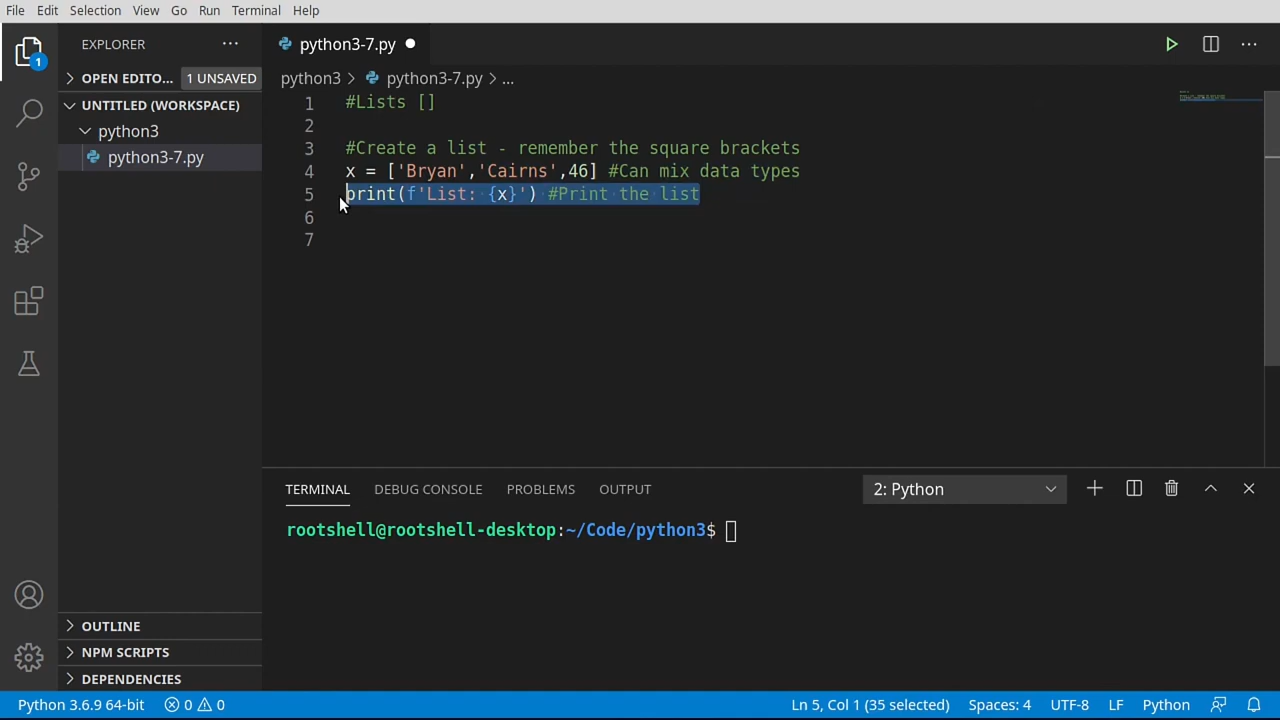 File Edit Selection View Go Run Terminal Help
EXPLORER ...
python3-7.py
OPEN EDITO... 1 UNSAVED
UNTITLED (WORKSPACE)
python3
python3-7.py
1
python3 > python3-7.py > ...
1 #Lists []
2
3 #Create a list - remember the square brackets
4 x = ['Bryan','Cairns',46] #Can mix data types
5 print(f'List: {x}') #Print the list
6
7
TERMINAL DEBUG CONSOLE PROBLEMS OUTPUT 2: Python
rootshell@rootshell-desktop:~/Code/python3$
OUTLINE
NPM SCRIPTS
DEPENDENCIES
Python 3.6.9 64-bit 0 0 Ln 5, Col 1 (35 selected) Spaces: 4 UTF-8 LF Python